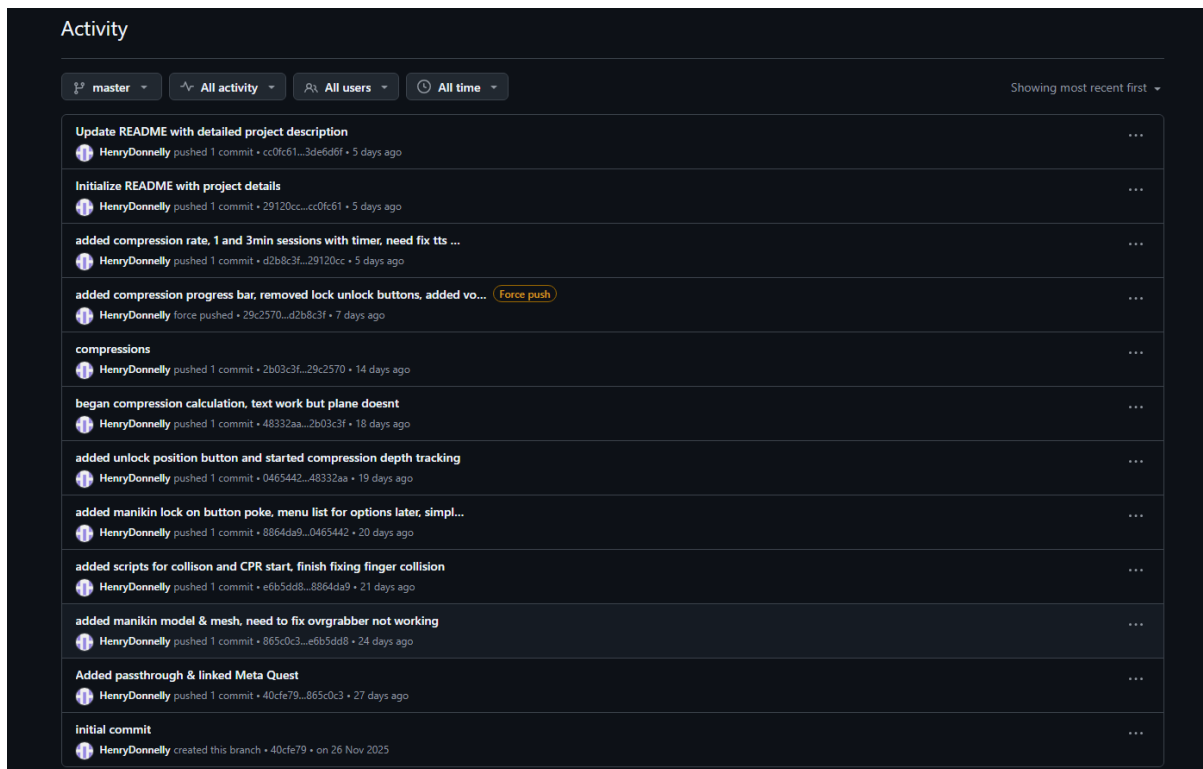 Activity
master All activity All users All time Showing most recent first
Update README with detailed project description
HenryDonnelly pushed 1 commit • cc0fc61...3de6d6f • 5 days ago
Initialize README with project details
HenryDonnelly pushed 1 commit • 29120cc...cc0fc61 • 5 days ago
added compression rate, 1 and 3min sessions with timer, need fix tts ...
HenryDonnelly pushed 1 commit • d2b8c3f...29120cc • 5 days ago
added compression progress bar, removed lock unlock buttons, added vo... Force push
HenryDonnelly force pushed • 29c2570...d2b8c3f • 7 days ago
compressions
HenryDonnelly pushed 1 commit • 2b03c3f...29c2570 • 14 days ago
began compression calculation, text work but plane doesnt
HenryDonnelly pushed 1 commit • 48332aa...2b03c3f • 18 days ago
added unlock position button and started compression depth tracking
HenryDonnelly pushed 1 commit • 0465442...48332aa • 19 days ago
added manikin lock on button poke, menu list for options later, simpl...
HenryDonnelly pushed 1 commit • 8864da9...0465442 • 20 days ago
added scripts for collison and CPR start, finish fixing finger collision
HenryDonnelly pushed 1 commit • e6b5dd8...8864da9 • 21 days ago
added manikin model & mesh, need to fix ovrgrabber not working
HenryDonnelly pushed 1 commit • 865c0c3...e6b5dd8 • 24 days ago
Added passthrough & linked Meta Quest
HenryDonnelly pushed 1 commit • 40cfe79...865c0c3 • 27 days ago
initial commit
HenryDonnelly created this branch • 40cfe79 • on 26 Nov 2025